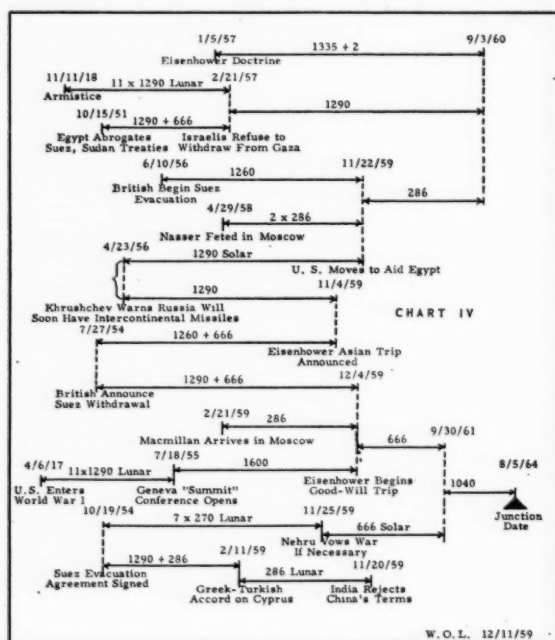 1/5/57 9/3/60
1335 + 2
Eisenhower Doctrine
11/11/18 11 x 1290 Lunar 2/21/57
Armistice 1290
10/15/51 1290 + 666
Egypt Abrogates Israelis Refuse to
Suez, Sudan Treaties Withdraw From Gaza
6/10/56 11/22/59
1260
British Begin Suez 286
Evacuation
4/29/58 2 x 286
Nasser Feted in Moscow
4/23/56 1290 Solar
U. S. Moves to Aid Egypt
1290 11/4/59
Khrushchev Warns Russia Will CHART IV
Soon Have Intercontinental Missiles
7/27/54
1260 + 666 Eisenhower Asian Trip
Announced
1290 + 666 12/4/59
British Announce
Suez Withdrawal
2/21/59 286
Macmillan Arrives in Moscow 666 9/30/61
4/6/17 11x1290 Lunar 7/18/55 1600 8/5/64
U.S. Enters Geneva "Summit" Eisenhower Begins 1040
World War I Conference Opens Good-Will Trip
Junction
Date
10/19/54 7 x 270 Lunar 11/25/59 666 Solar
Nehru Vows War
If Necessary
1290 + 286 2/11/59 11/20/59
Suez Evacuation 286 Lunar
Agreement Signed Greek-Turkish India Rejects
Accord on Cyprus China's Terms
W. O. L. 12/11/59